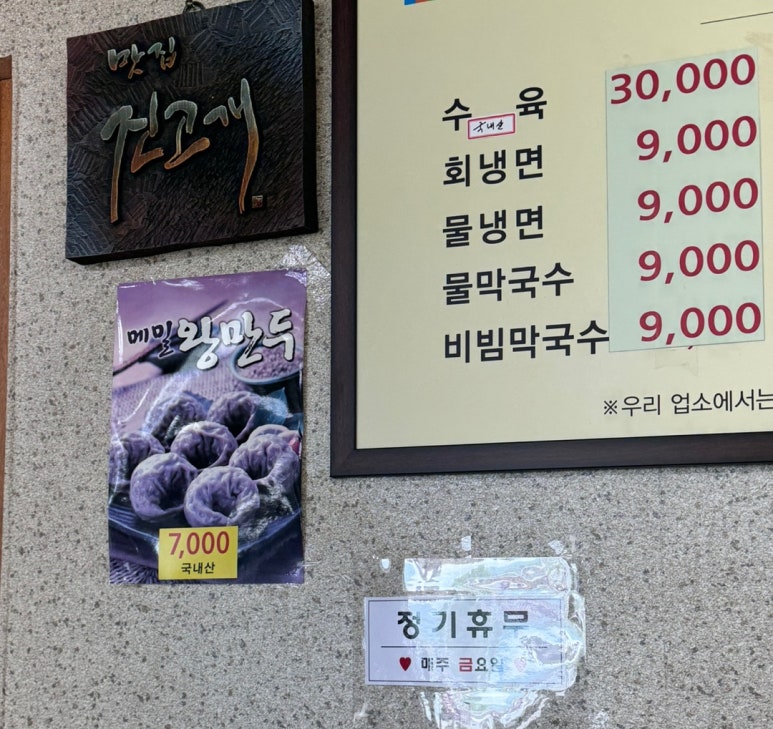 맛집
진고개
메밀 왕만두
7,000
국내산
수육 30,000
국내산
회냉면 9,000
물냉면 9,000
물막국수 9,000
비빔막국수 9,000
※우리 업소에서는
정기휴무
♥ 매주 금요일 ♥